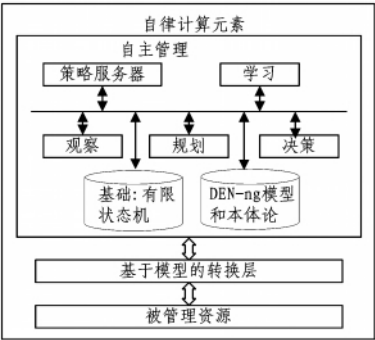 自律计算元素
自主管理
策略服务器
学习
观察
规划
决策
基础:有限
状态机
DEN-ng模型
和本体论
基于模型的转换层
被管理资源